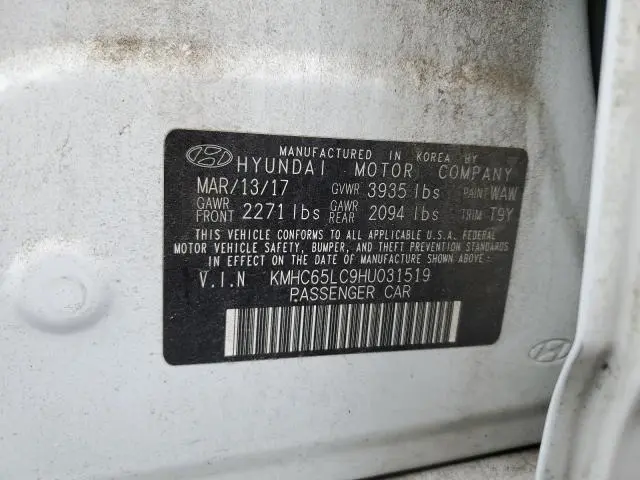 MANUFACTURED IN KOREA BY
HYUNDAI MOTOR COMPANY
MAR/13/17 GVWR 3935 lbs PAINT WAW
GAWR FRONT 2271 lbs GAWR REAR 2094 lbs TRIM T9Y
THIS VEHICLE CONFORMS TO ALL APPLICABLE U.S.A. FEDERAL
MOTOR VEHICLE SAFETY, BUMPER, AND THEFT PREVENTION STANDARDS
IN EFFECT ON THE DATE OF MANUFACTURE SHOWN ABOVE.
V.I.N KMHC65LC9HU031519
PASSENGER CAR